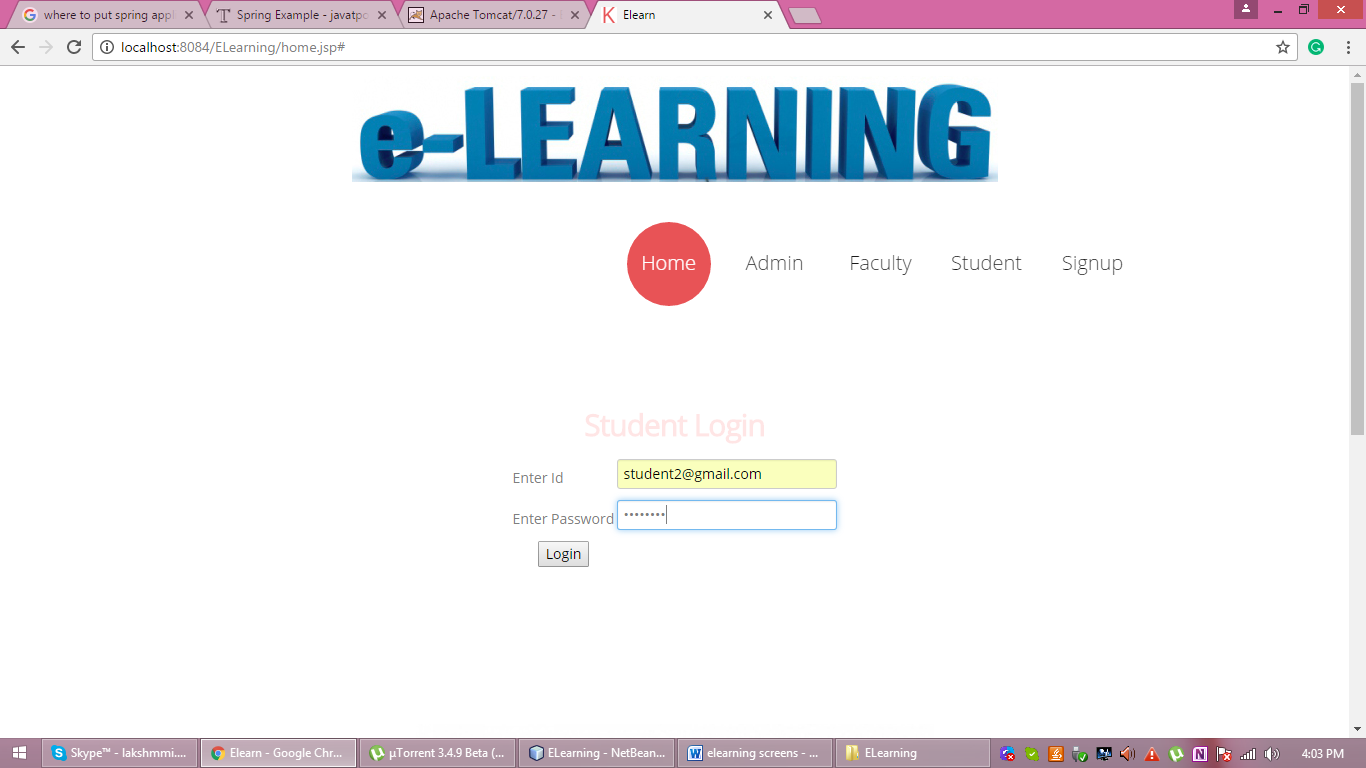 where to put spring appl
Spring Example - javatpo
Apache Tomcat/7.0.27 -
Elearn
localhost:8084/ELearning/home.jsp#
e-LEARNING
Home Admin Faculty Student Signup
Student Login
Enter Id student2@gmail.com
Enter Password ••••••••
Login
Skype™ - lakshmmi.... Elearn - Google Chr... µTorrent 3.4.9 Beta (... ELearning - NetBean... elearning screens - ... ELearning 4:03 PM